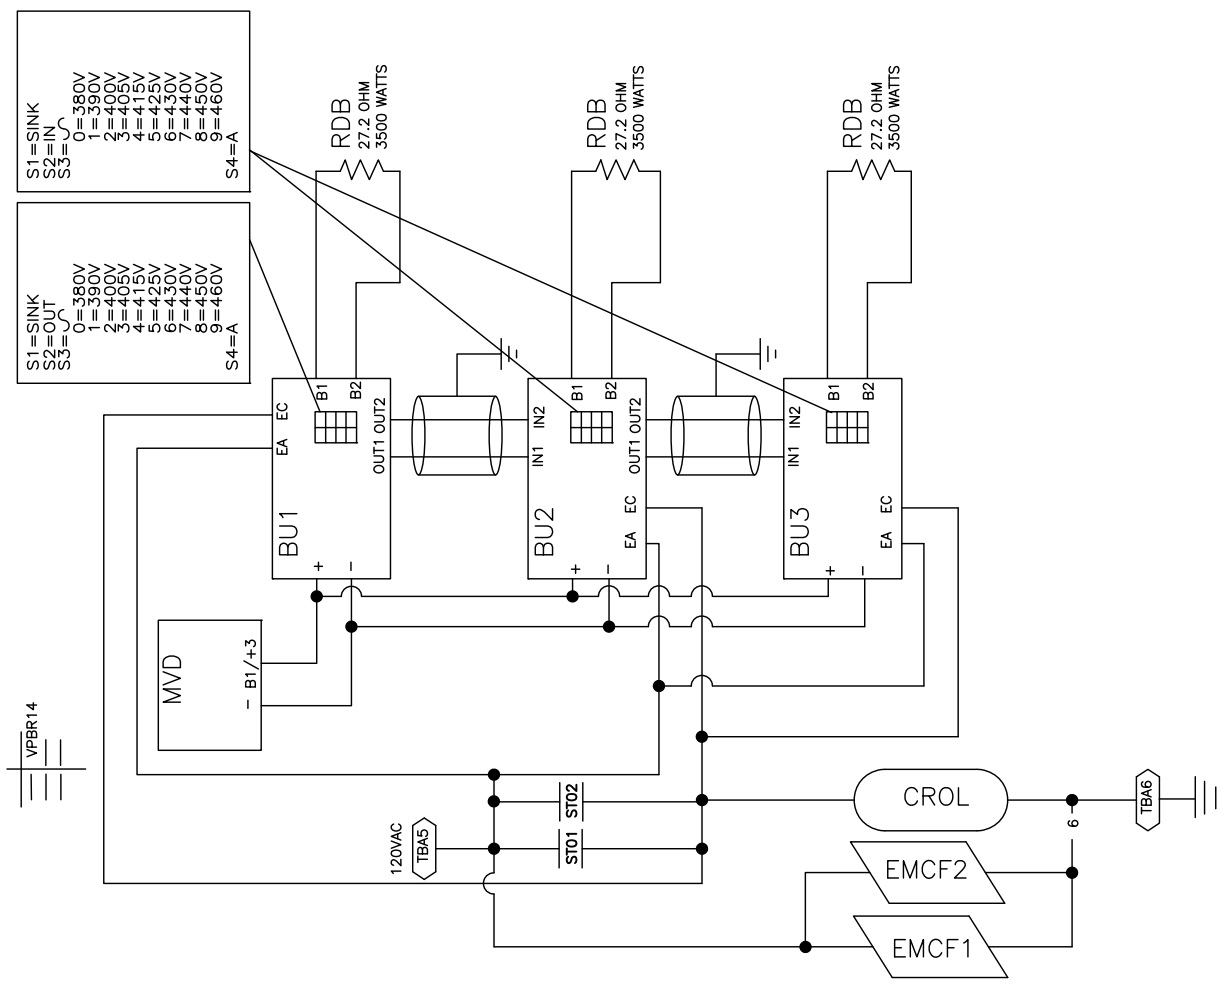 S1=SINK
S2=IN
S3=
0=380V
1=390V
2=400V
3=405V
4=415V
5=425V
6=430V
7=440V
8=450V
9=460V
S4=A
S1=SINK
S2=OUT
S3=
0=380V
1=390V
2=400V
3=405V
4=415V
5=425V
6=430V
7=440V
8=450V
9=460V
S4=A
RDB
27.2 OHM
3500 WATTS
RDB
27.2 OHM
3500 WATTS
RDB
27.2 OHM
3500 WATTS
BU1
EC
EA
B1
B2
OUT2
OUT1
+
-
BU2
B1
B2
IN2
IN1
OUT2
OUT1
EC
EA
+
-
BU3
B1
B2
IN2
IN1
EC
EA
+
-
MVD
B1/+3
-
VPBR14
120VAC
TBA5
ST02
ST01
CROL
EMCF2
EMCF1
6
TBA6